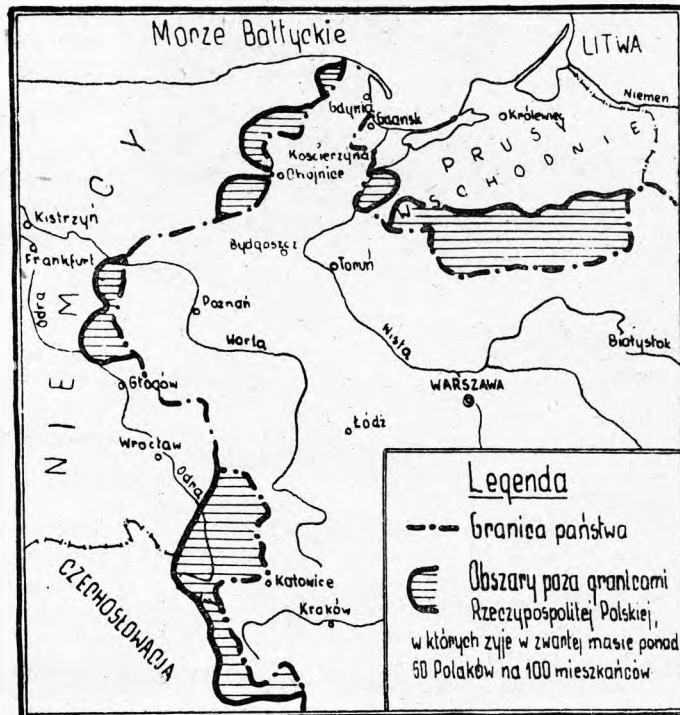 Morze Bałtyckie
LITWA
Niemen
Gdynia
Gdańsk
Królewiec
PRUSY
WSCHODNIE
Kościerzyna
Chojnice
NIEMCY
Kistrzyń
Frankfurt
Odra
Bydgoszcz
Toruń
Poznań
Warta
Wisła
Białystok
WARSZAWA
Głogów
Łódź
Wrocław
Odra
CZECHOSŁOWACJA
Katowice
Kraków
Legenda
Granica państwa
Obszary poza granicami
Rzeczypospolitej Polskiej,
w których żyje w zwartej masie ponad
60 Polaków na 100 mieszkańców